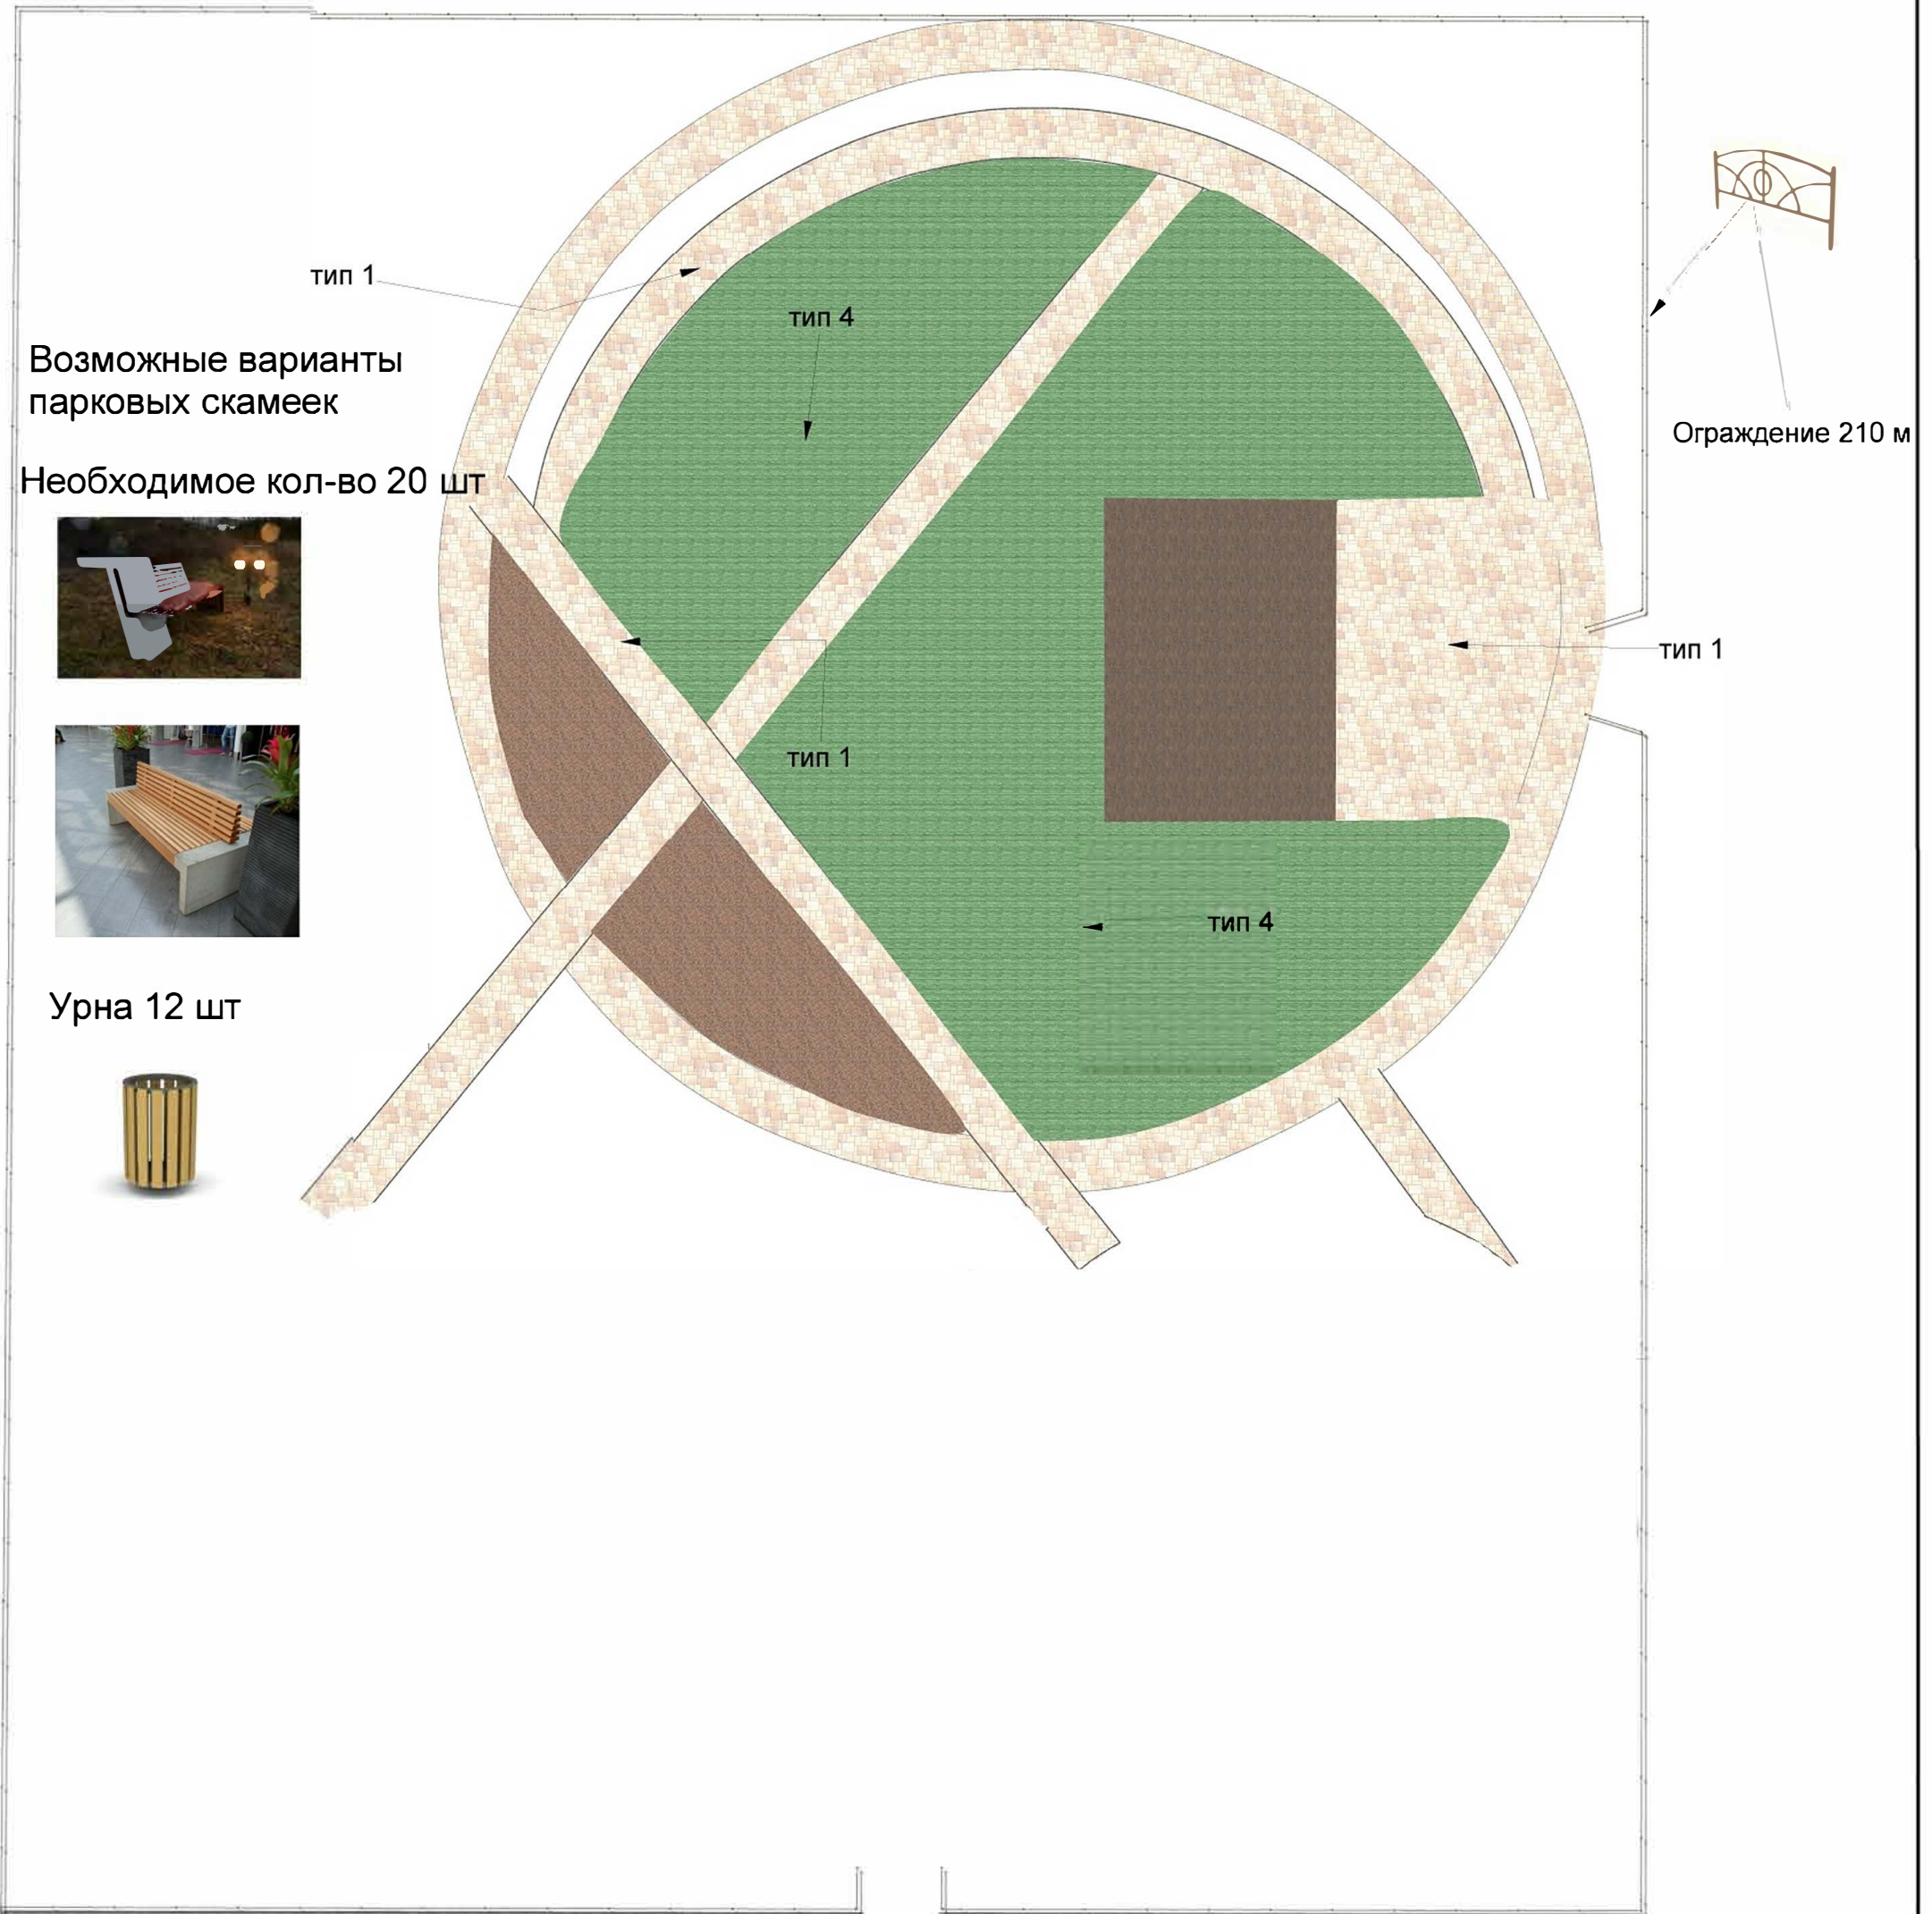 тип 1
тип 4
Возможные варианты
парковых скамеек
Ограждение 210 м
Необходимое кол-во 20 шт
тип 1
тип 1
тип 4
Урна 12 шт